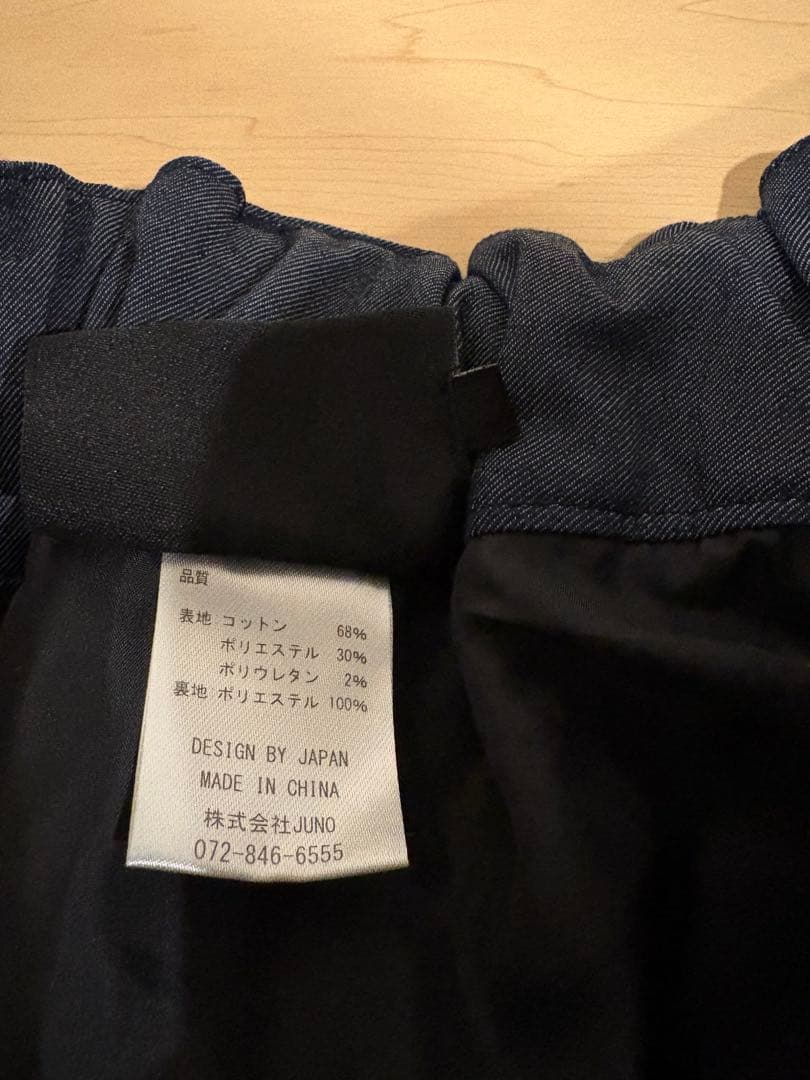 品質
表地 コットン 68%
ポリエステル 30%
ポリウレタン 2%
裏地 ポリエステル 100%
DESIGN BY JAPAN
MADE IN CHINA
株式会社JUNO
072-846-6555